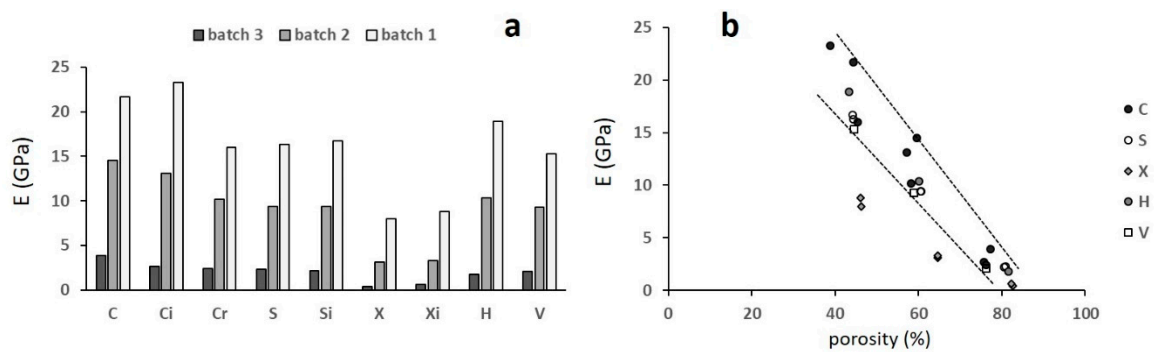 batch 3 batch 2 batch 1
a
E (GPa)
25
20
15
10
5
0
C Ci Cr S Si X Xi H V
b
E (GPa)
25
20
15
10
5
0
0 20 40 60 80 100
porosity (%)
C
S
X
H
V